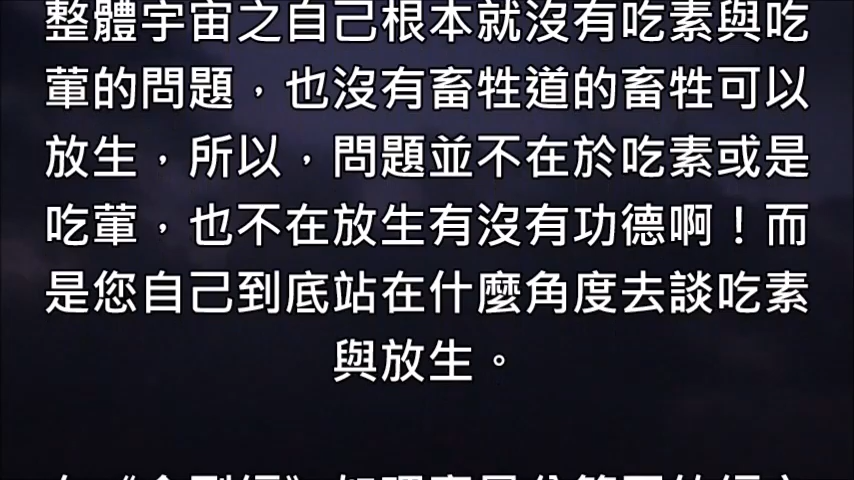 整體宇宙之自己根本就沒有吃素與吃
葷的問題，也沒有畜牲道的畜牲可以
放生，所以，問題並不在於吃素或是
吃葷，也不在放生有沒有功德啊！而
是您自己到底站在什麼角度去談吃素
與放生。